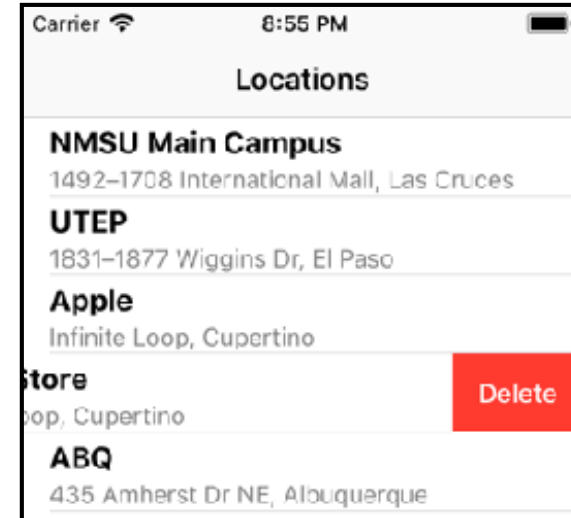 Carrier 8:55 PM
Locations
NMSU Main Campus
1492–1708 International Mall, Las Cruces
UTEP
1831–1877 Wiggins Dr, El Paso
Apple
Infinite Loop, Cupertino
Store
oop, Cupertino
Delete
ABQ
435 Amherst Dr NE, Albuquerque